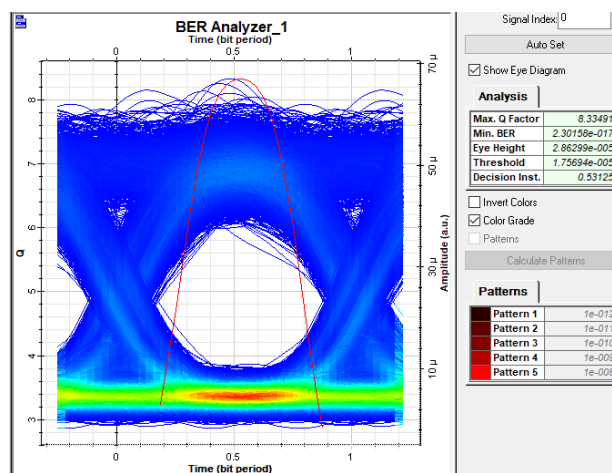 BER Analyzer_1
Time (bit period)
0 0.5 1
Q
8
7
6
5
4
3
70 µ
50 µ
30 µ
10 µ
Amplitude (a.u.)
0 0.5 1
Time (bit period)
Signal Index: 0
Auto Set
Show Eye Diagram
Analysis
Max. Q Factor 8.33491
Min. BER 2.30158e-017
Eye Height 2.86299e-005
Threshold 1.75694e-005
Decision Inst. 0.53125
Invert Colors
Color Grade
Patterns
Calculate Patterns
Patterns
Pattern 1 1e-012
Pattern 2 1e-011
Pattern 3 1e-010
Pattern 4 1e-009
Pattern 5 1e-008